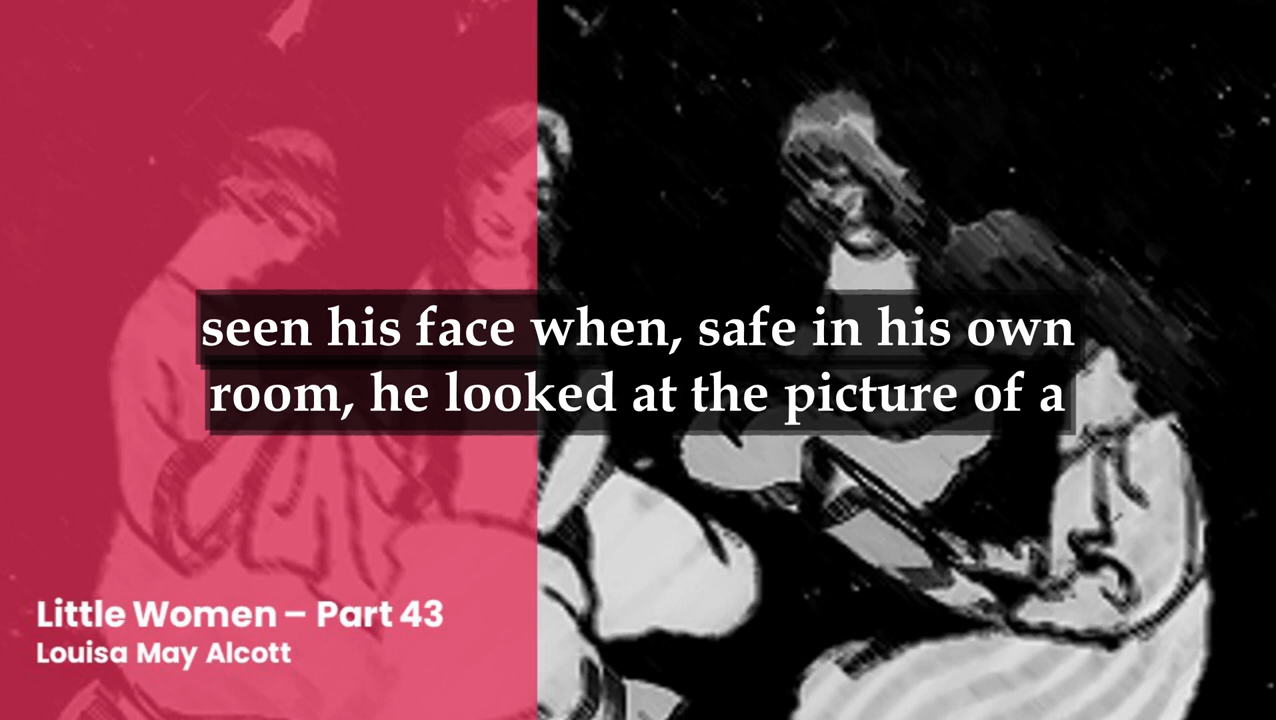 seen his face when, safe in his own
room, he looked at the picture of a
Little Women – Part 43
Louisa May Alcott